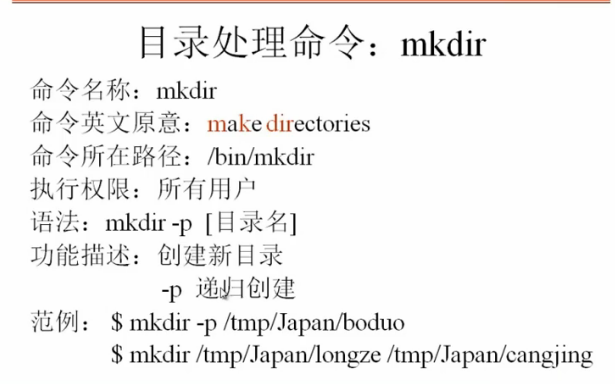 目录处理命令：mkdir
命令名称：mkdir
命令英文原意：make directories
命令所在路径：/bin/mkdir
执行权限：所有用户
语法：mkdir -p [目录名]
功能描述：创建新目录
-p 递归创建
范例： $ mkdir -p /tmp/Japan/boduo
$ mkdir /tmp/Japan/longze /tmp/Japan/cangjing